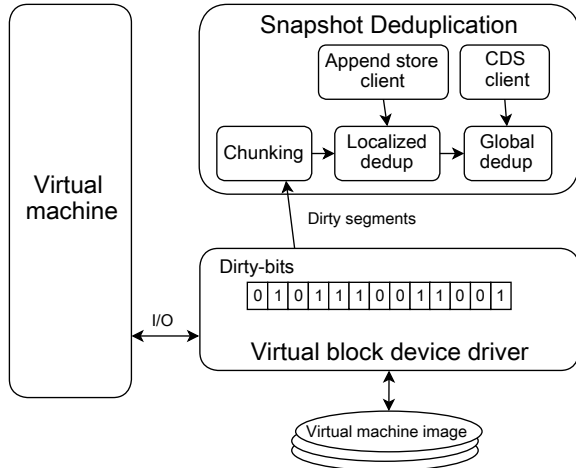 Snapshot Deduplication
Append store
client
CDS
client
Chunking
Localized
dedup
Global
dedup
Virtual
machine
Dirty segments
Dirty-bits
0 1 0 1 1 1 0 0 1 1 0 0 1
I/O
Virtual block device driver
Virtual machine image